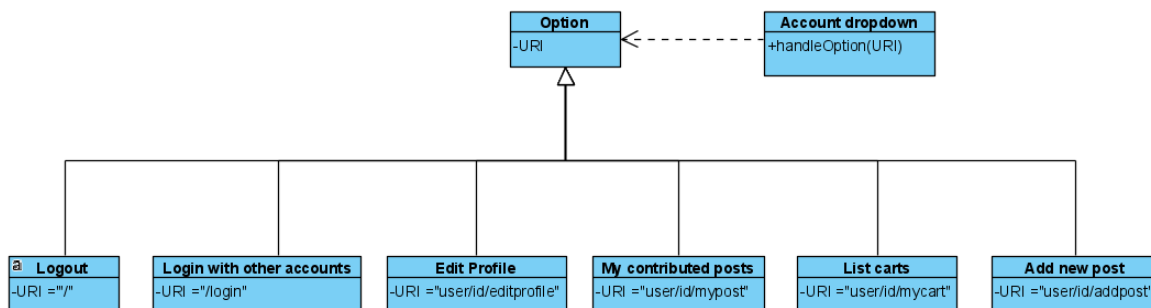 Option
-URI
Account dropdown
+handleOption(URI)
a
Logout
-URI ="/"
Login with other accounts
-URI ="/login"
Edit Profile
-URI ="user/id/editprofile"
My contributed posts
-URI ="user/id/mypost"
List carts
-URI ="user/id/mycart"
Add new post
-URI ="user/id/addpost"